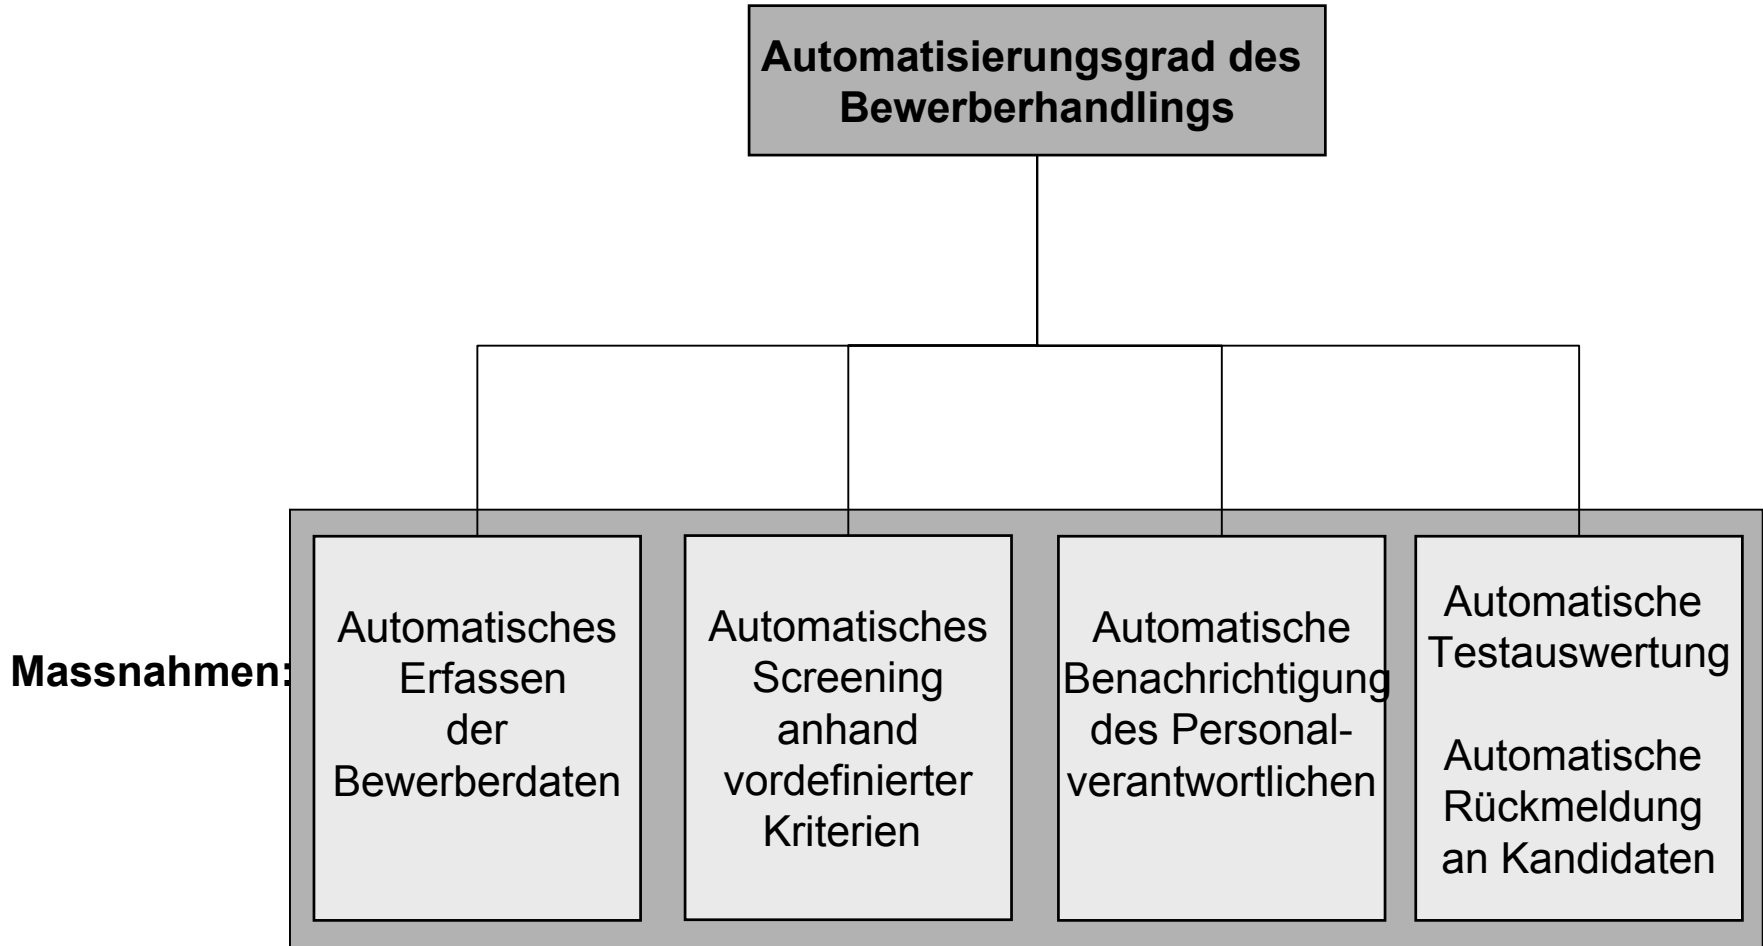 Automatisierungsgrad des
Bewerberhandlings
Massnahmen:
Automatisches
Erfassen
der
Bewerberdaten
Automatisches
Screening
anhand
vordefinierter
Kriterien
Automatische
Benachrichtigung
des Personal-
verantwortlichen
Automatische
Testauswertung
Automatische
Rückmeldung
an Kandidaten